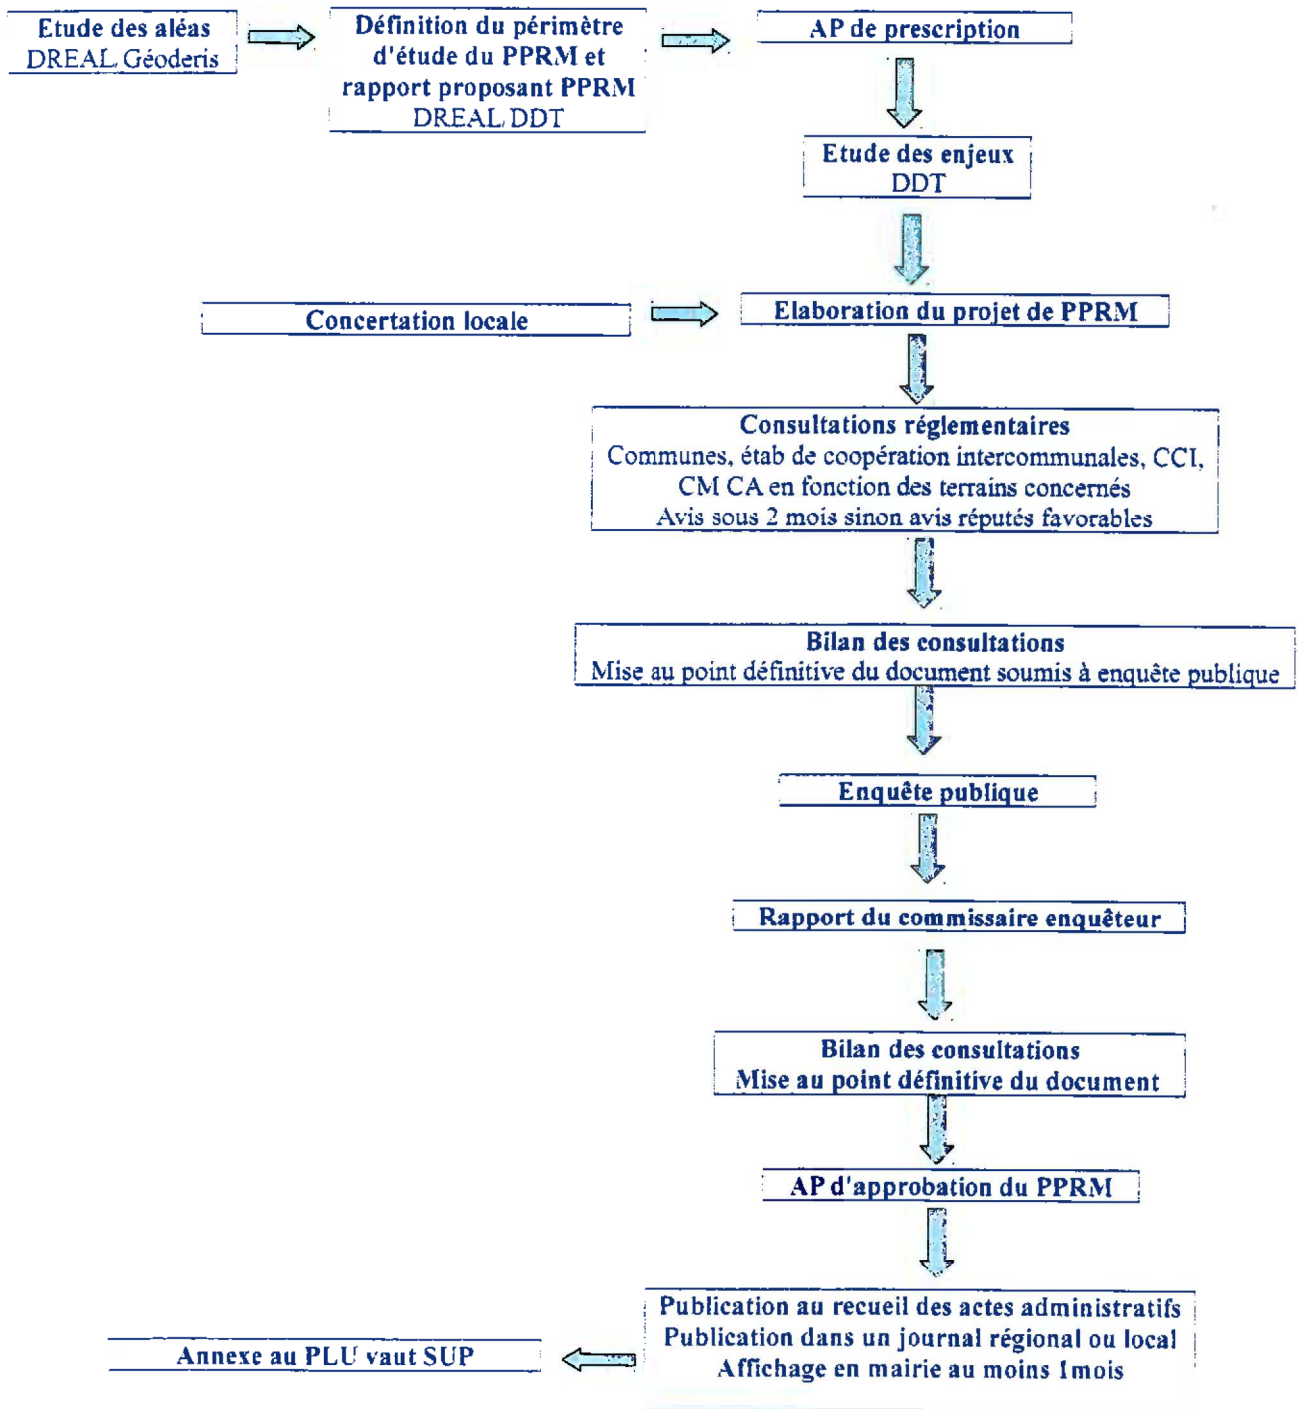 Etude des aléas
DREAL Géoderis
Définition du périmètre
d'étude du PPRM et
rapport proposant PPRM
DREAL DDT
AP de prescription
Etude des enjeux
DDT
Concertation locale
Elaboration du projet de PPRM
Consultations réglementaires
Communes, étab de coopération intercommunales, CCI,
CM CA en fonction des terrains concernés
Avis sous 2 mois sinon avis réputés favorables
Bilan des consultations
Mise au point définitive du document soumis à enquête publique
Enquête publique
Rapport du commissaire enquêteur
Bilan des consultations
Mise au point définitive du document
AP d'approbation du PPRM
Publication au recueil des actes administratifs
Publication dans un journal régional ou local
Affichage en mairie au moins 1mois
Annexe au PLU vaut SUP